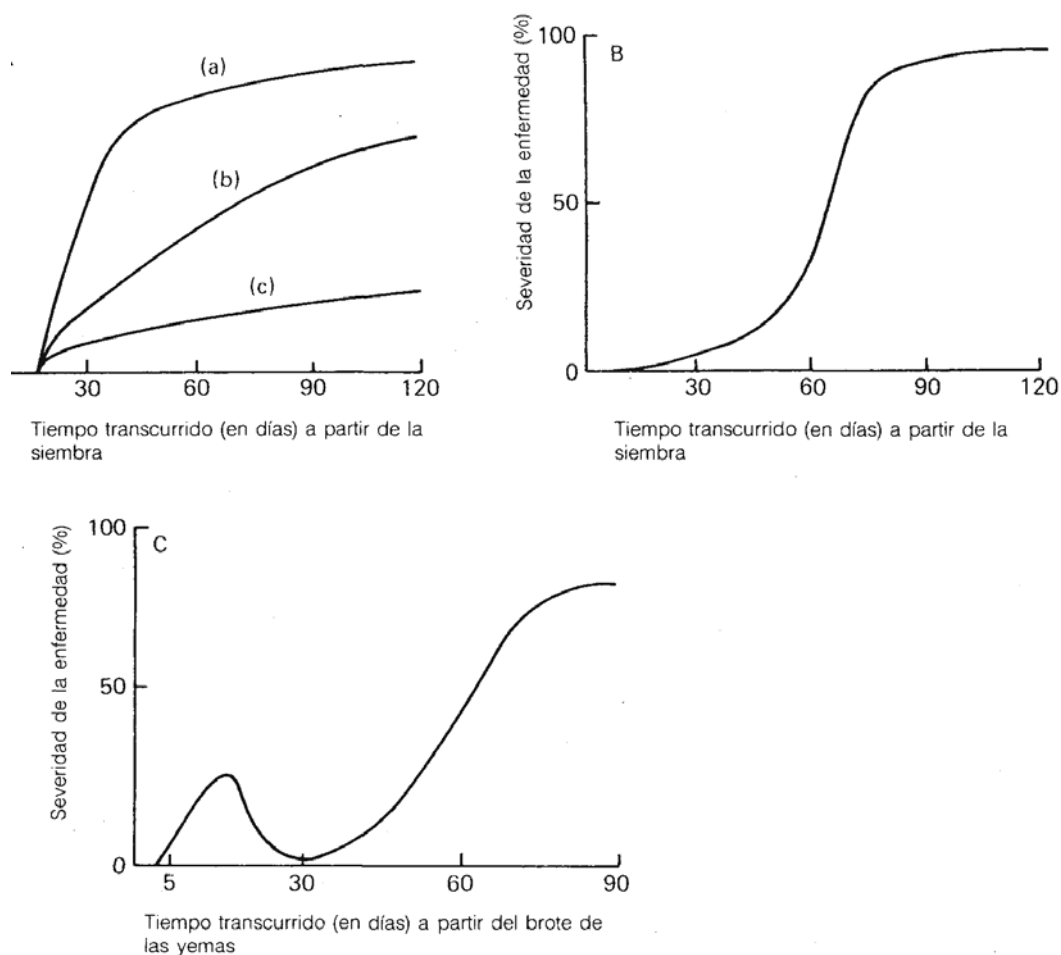 (a)
(b)
(c)
30 60 90 120
Tiempo transcurrido (en días) a partir de la
siembra
Severidad de la enfermedad (%)
100
B
50
0
30 60 90 120
Tiempo transcurrido (en días) a partir de la
siembra
Severidad de la enfermedad (%)
100
C
50
0
5 30 60 90
Tiempo transcurrido (en días) a partir del brote de
las yemas